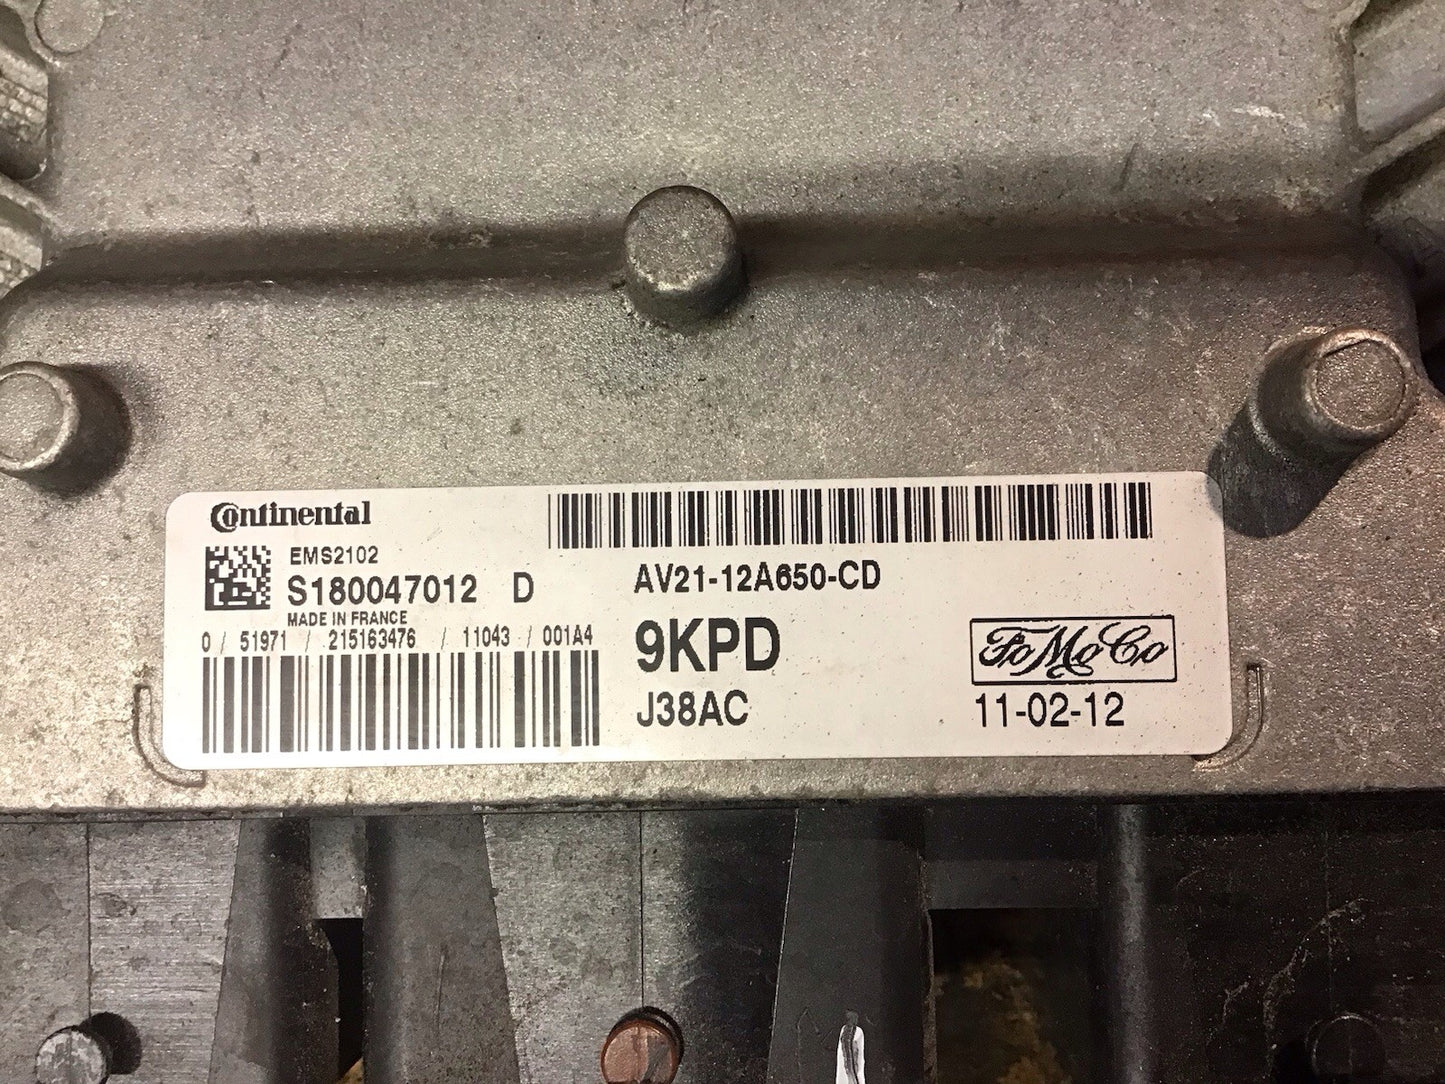 Continental
EMS2102
S180047012 D
MADE IN FRANCE
0 / 51971 / 215163476 / 11043 / 001A4
AV21-12A650-CD
9KPD
J38AC
FoMoCo
11-02-12